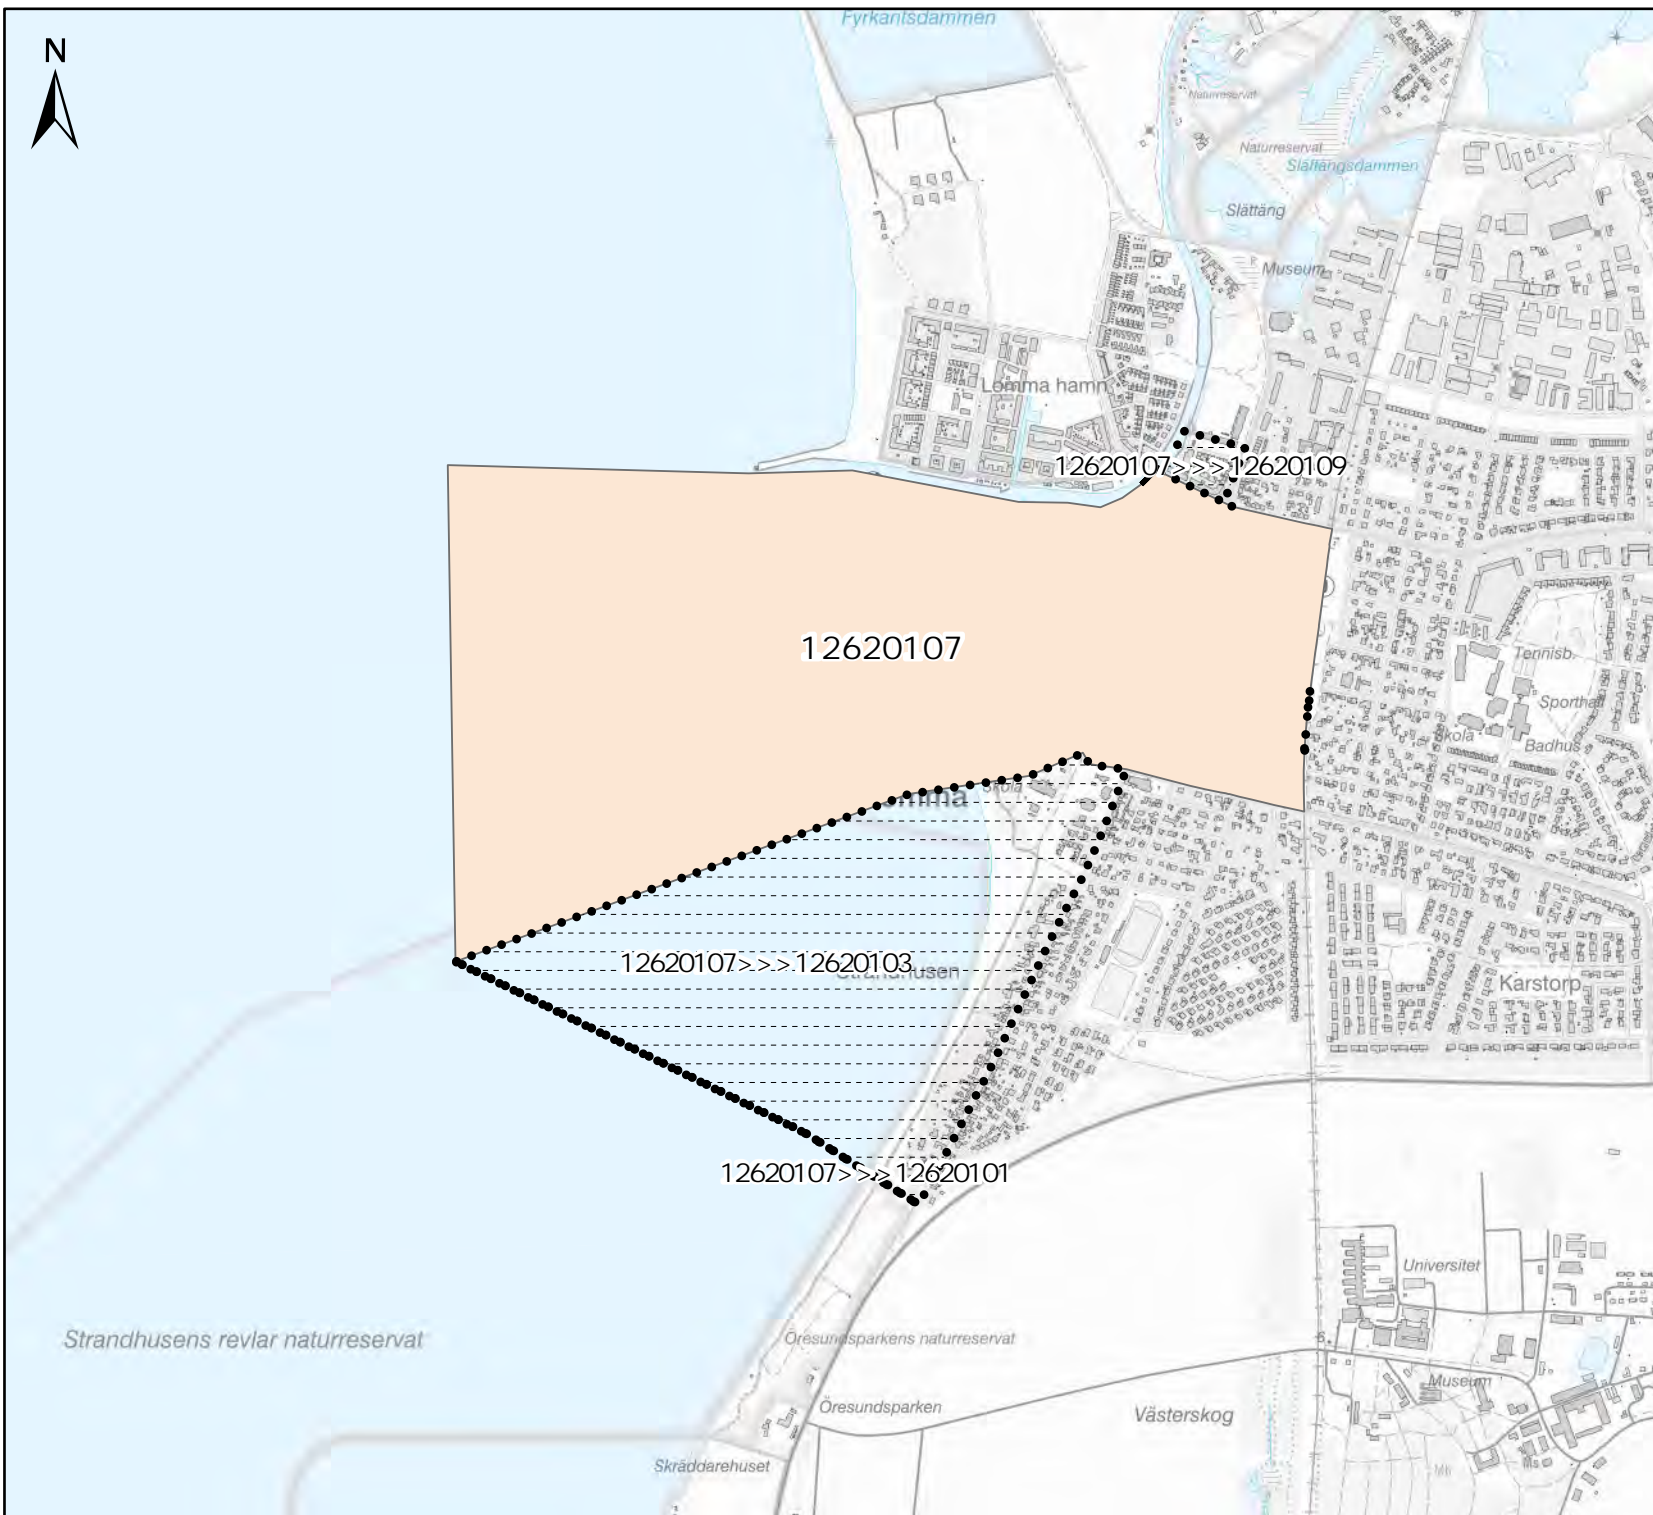 Fyrkantsdammen
N
Naturreservat
Naturreservat
Slättängsdammen
Slättäng
Museum
Lomma hamn
12620107>>>12620109
12620107
Tennisb.
Sporthall
Skola
Badhus
Skola
Lomma
12620107>>>12620103
Strandhusen
Karstorp
12620107>>>12620101
Universitet
Strandhusens revlar naturreservat
Öresundsparkens naturreservat
Museum
Öresundsparken
Västerskog
Skräddarehuset